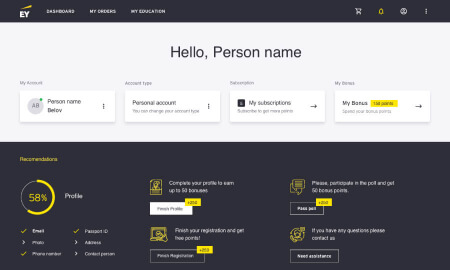 EY
DASHBOARD
MY ORDERS
MY EDUCATION
Hello, Person name
My Account
Account type
Subscription
My Bonus
AB
Person name
Belov
Personal account
You can change your account type
My subscriptions
Subscribe to get more points
My Bonus
150 points
Spend your bonus points
Recomendations
58%
Profile
Email
Passport ID
Photo
Address
Phone number
Contact person
Complete your profile to earn
up to 50 bonuses
Finish Profile
Please, participate in the poll and get
50 bonus points.
Pass poll
Finish your registration and get
free points!
Finish Registration
If you have any questions please
contact us
Need assistance